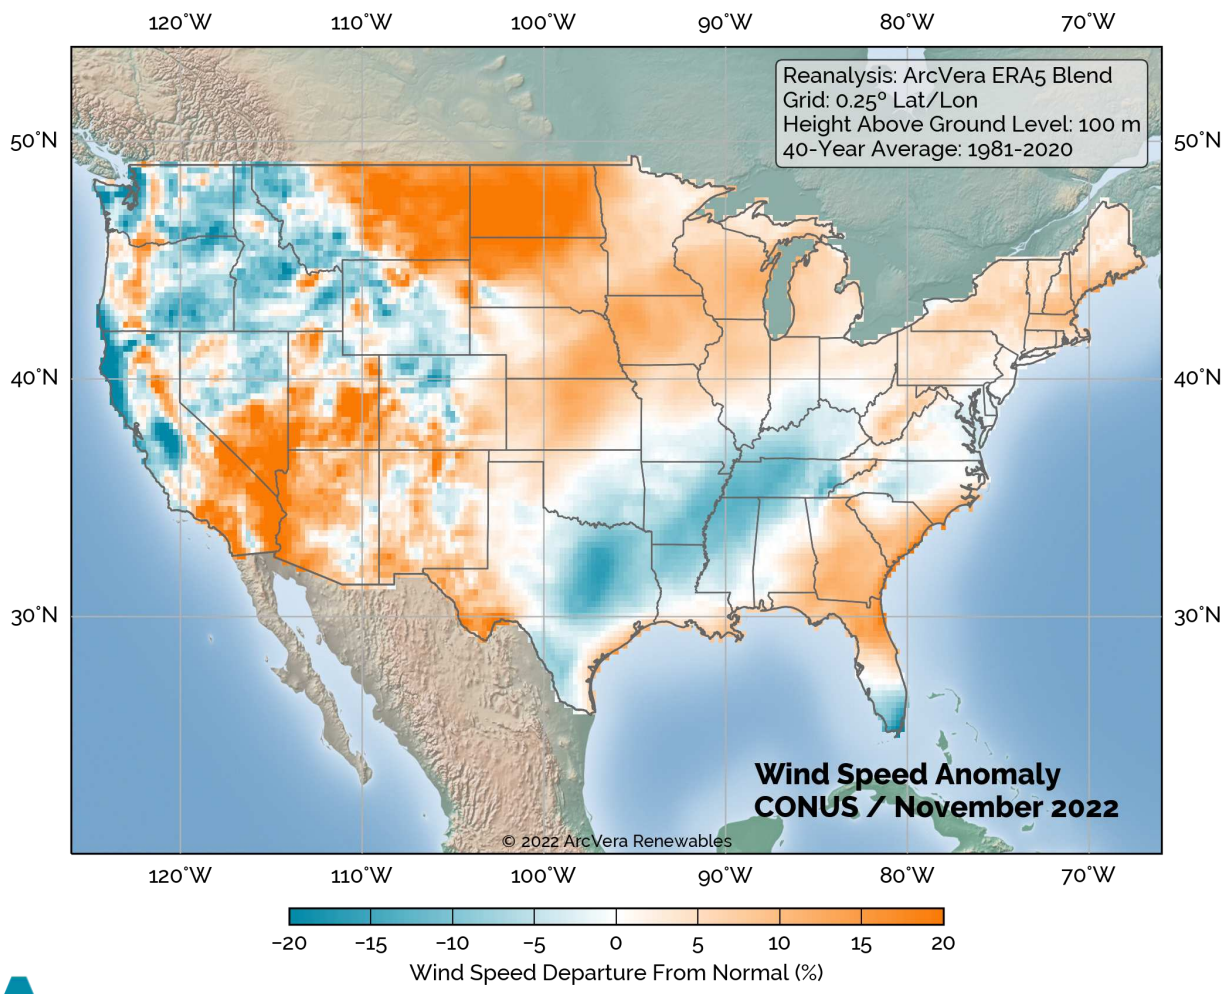 120°W 110°W 100°W 90°W 80°W 70°W
Reanalysis: ArcVera ERA5 Blend
Grid: 0.25º Lat/Lon
Height Above Ground Level: 100 m
40-Year Average: 1981-2020
50°N 50°N
40°N 40°N
30°N 30°N
Wind Speed Anomaly
CONUS / November 2022
© 2022 ArcVera Renewables
120°W 110°W 100°W 90°W 80°W 70°W
−20 −15 −10 −5 0 5 10 15 20
Wind Speed Departure From Normal (%)